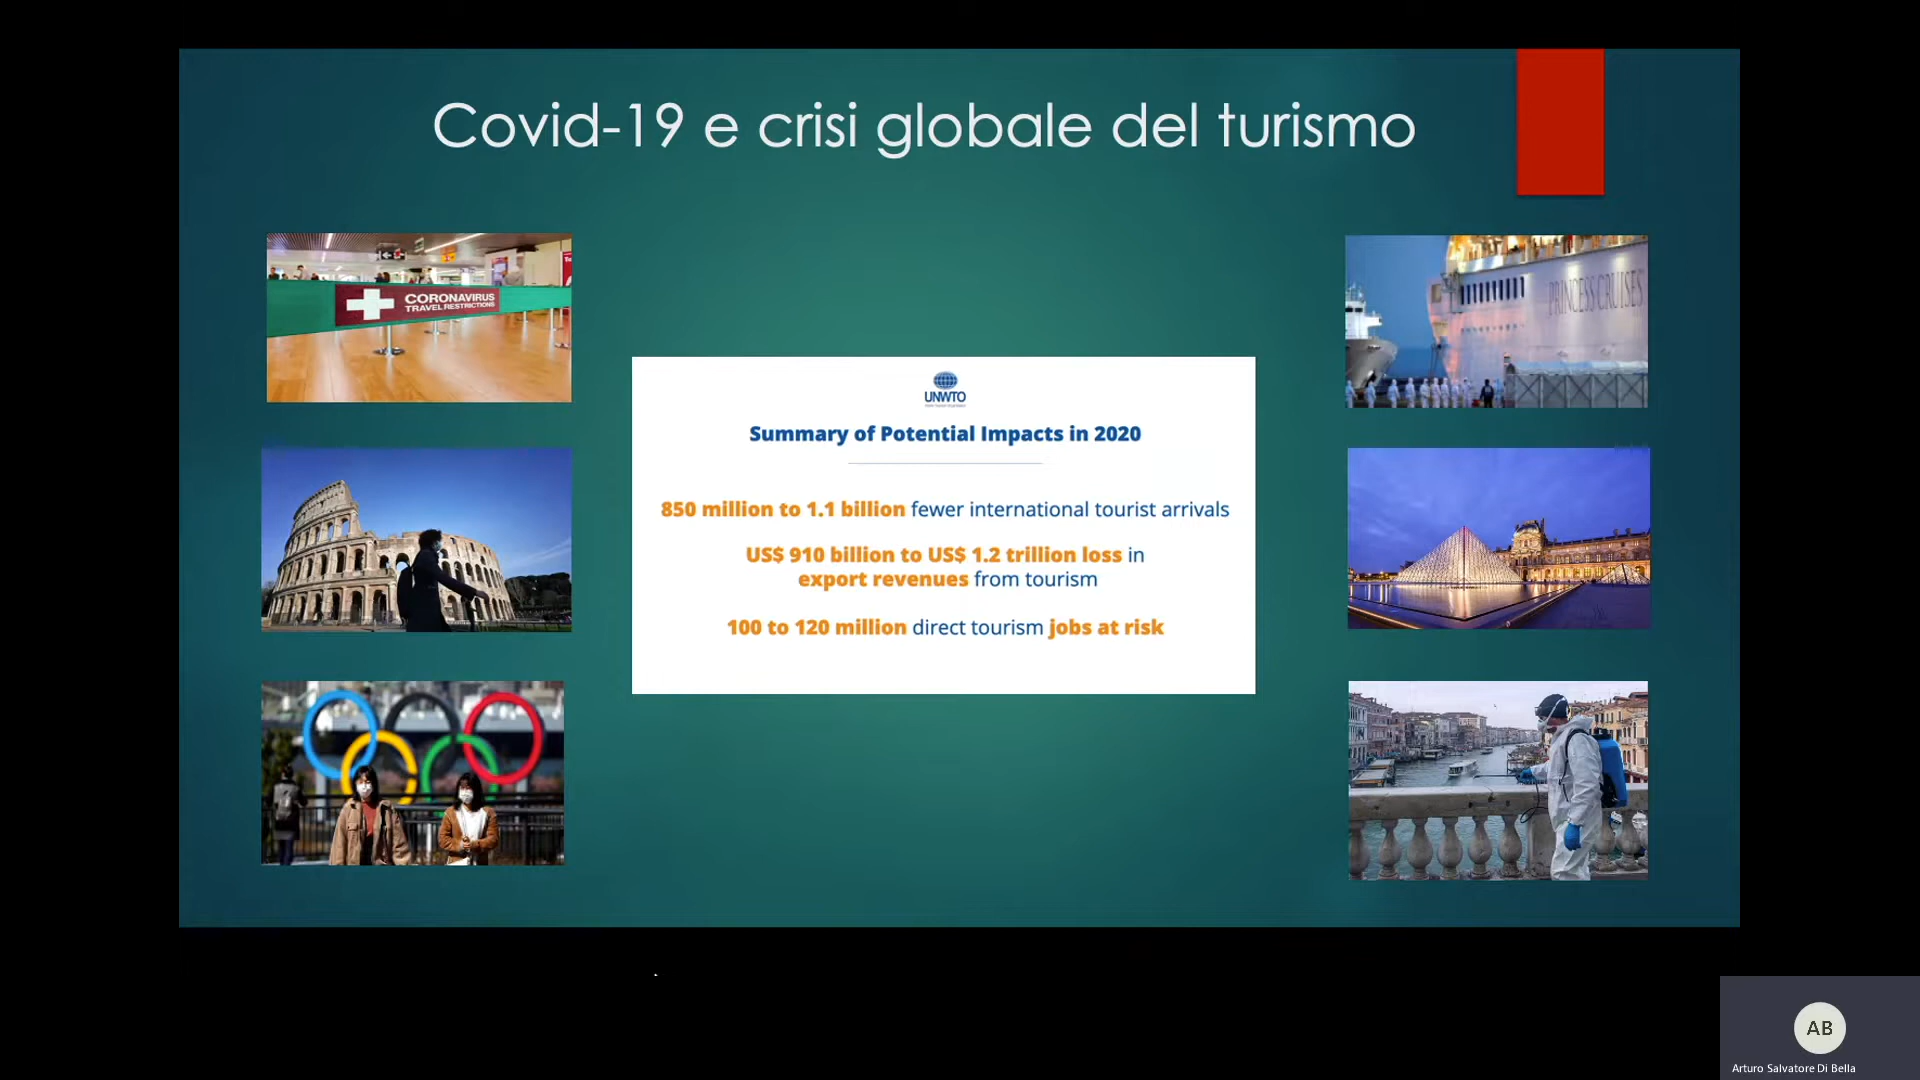 Covid-19 e crisi globale del turismo
CORONAVIRUS
TRAVEL RESTRICTIONS
PRINCESS CRUISES
UNWTO
Summary of Potential Impacts in 2020
850 million to 1.1 billion fewer international tourist arrivals
US$ 910 billion to US$ 1.2 trillion loss in
export revenues from tourism
100 to 120 million direct tourism jobs at risk
AB
Arturo Salvatore Di Bella